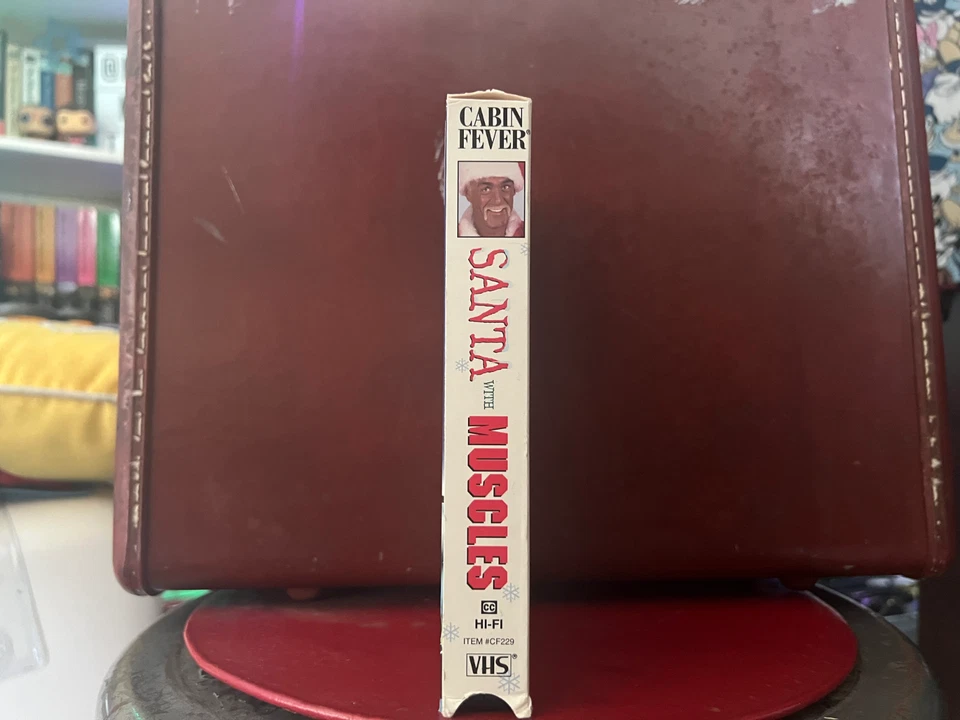 CABIN
FEVER®
SANTA
WITH
MUSCLES
CC
HI-FI
ITEM #CF229
VHS®